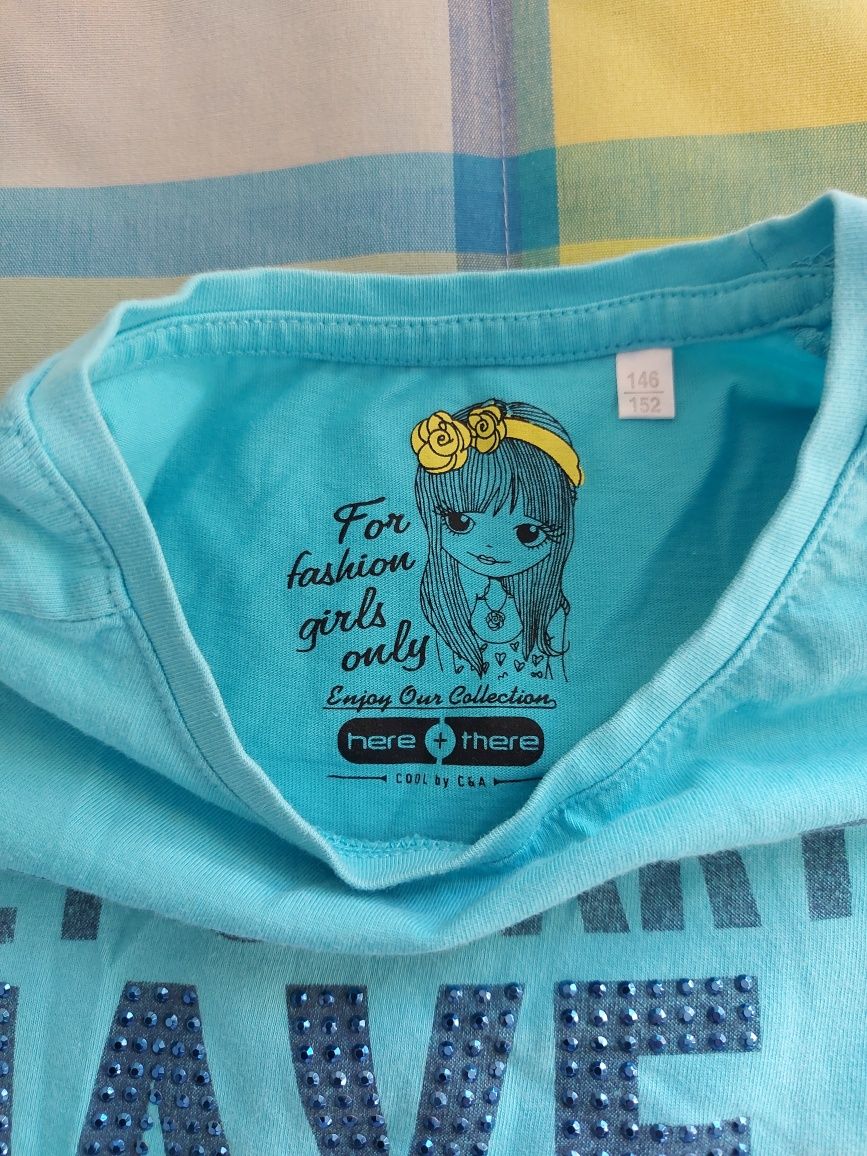 146
152
For
fashion
girls
only
Enjoy Our Collection
here + there
COOL by C&A